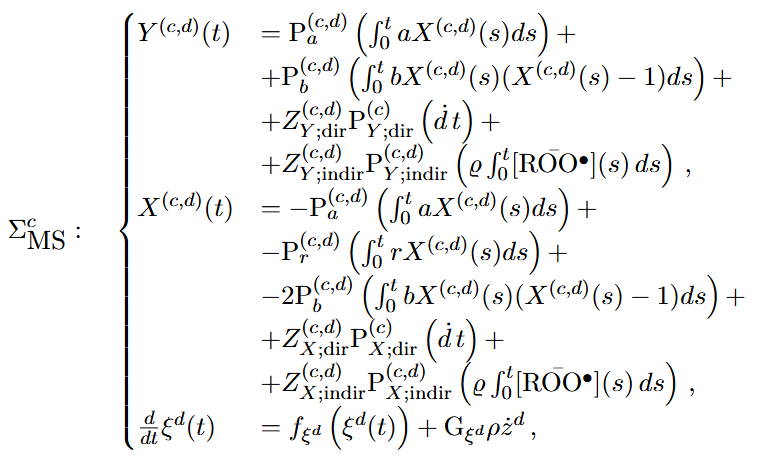 Σ^c_MS : { Y^{(c,d)}(t) = P_a^{(c,d)} (∫_0^t aX^{(c,d)}(s)ds) +
+P_b^{(c,d)} (∫_0^t bX^{(c,d)}(s)(X^{(c,d)}(s) − 1)ds) +
+Z_{Y;dir}^{(c,d)} P_{Y;dir}^{(c)} (ḋ t) +
+Z_{Y;indir}^{(c,d)} P_{Y;indir}^{(c,d)} (ϱ ∫_0^t [RŌO•](s) ds) ,
X^{(c,d)}(t) = −P_a^{(c,d)} (∫_0^t aX^{(c,d)}(s)ds) +
−P_r^{(c,d)} (∫_0^t rX^{(c,d)}(s)ds) +
−2P_b^{(c,d)} (∫_0^t bX^{(c,d)}(s)(X^{(c,d)}(s) − 1)ds) +
+Z_{X;dir}^{(c,d)} P_{X;dir}^{(c)} (ḋ t) +
+Z_{X;indir}^{(c,d)} P_{X;indir}^{(c,d)} (ϱ ∫_0^t [RŌO•](s) ds) ,
d/dt ξ^d(t) = f_{ξ^d} (ξ^d(t)) + G_{ξ^d} ρż^d ,